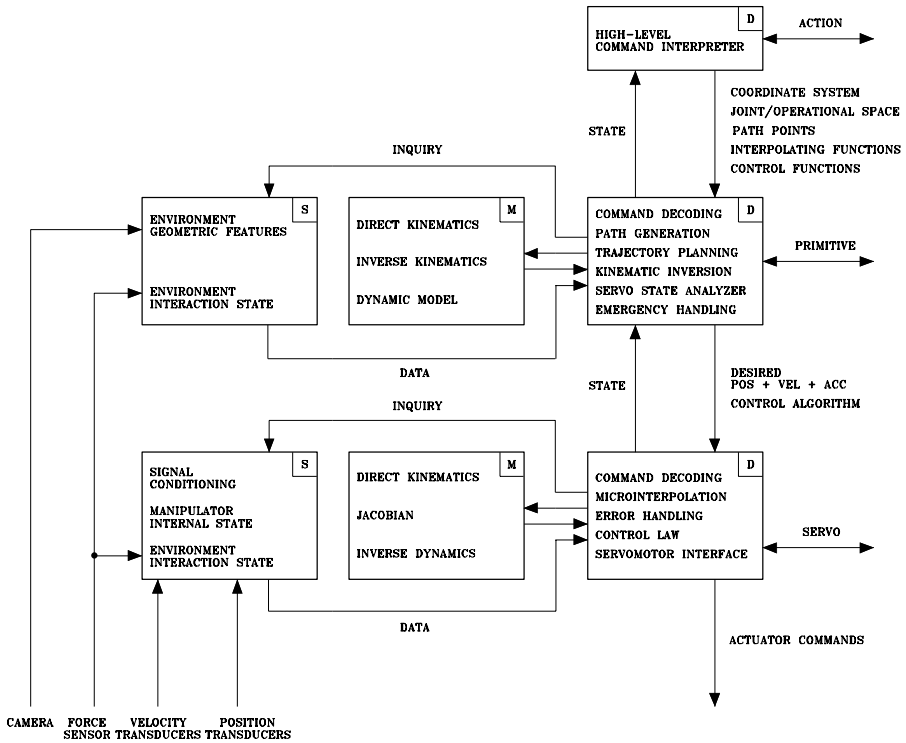 D
HIGH-LEVEL
COMMAND INTERPRETER
ACTION
COORDINATE SYSTEM
JOINT/OPERATIONAL SPACE
PATH POINTS
INTERPOLATING FUNCTIONS
CONTROL FUNCTIONS
STATE
INQUIRY
S
ENVIRONMENT
GEOMETRIC FEATURES
ENVIRONMENT
INTERACTION STATE
M
DIRECT KINEMATICS
INVERSE KINEMATICS
DYNAMIC MODEL
D
COMMAND DECODING
PATH GENERATION
TRAJECTORY PLANNING
KINEMATIC INVERSION
SERVO STATE ANALYZER
EMERGENCY HANDLING
PRIMITIVE
DATA
STATE
DESIRED
POS + VEL + ACC
CONTROL ALGORITHM
INQUIRY
S
SIGNAL
CONDITIONING
MANIPULATOR
INTERNAL STATE
ENVIRONMENT
INTERACTION STATE
M
DIRECT KINEMATICS
JACOBIAN
INVERSE DYNAMICS
D
COMMAND DECODING
MICROINTERPOLATION
ERROR HANDLING
CONTROL LAW
SERVOMOTOR INTERFACE
SERVO
DATA
ACTUATOR COMMANDS
CAMERA
FORCE
SENSOR
VELOCITY
TRANSDUCERS
POSITION
TRANSDUCERS